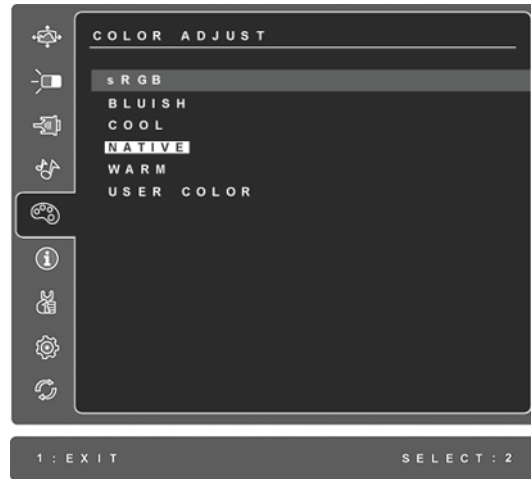 COLOR ADJUST
sRGB
BLUISH
COOL
NATIVE
WARM
USER COLOR
1:EXIT SELECT:2